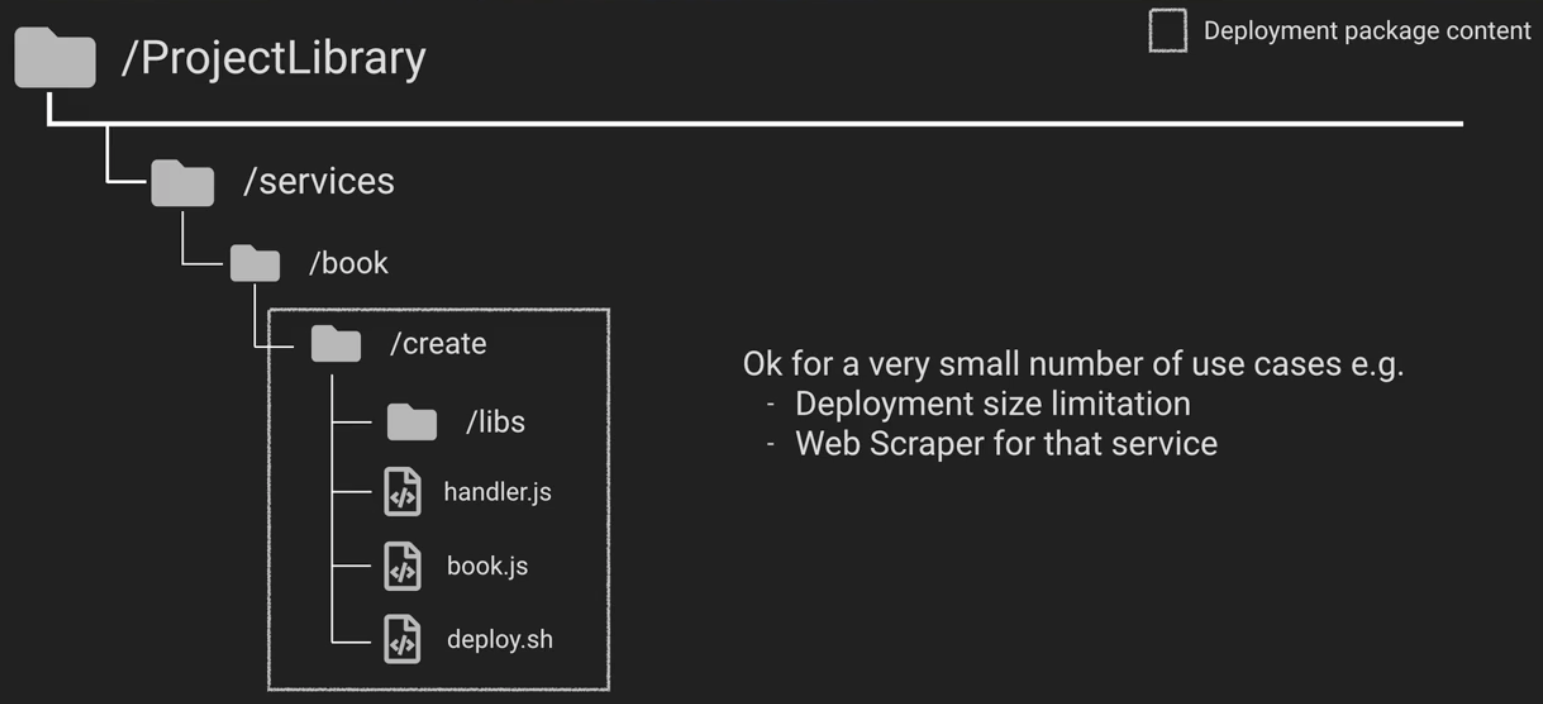 /ProjectLibrary
Deployment package content
/services
/book
/create
/libs
handler.js
book.js
deploy.sh
Ok for a very small number of use cases e.g.
- Deployment size limitation
- Web Scraper for that service